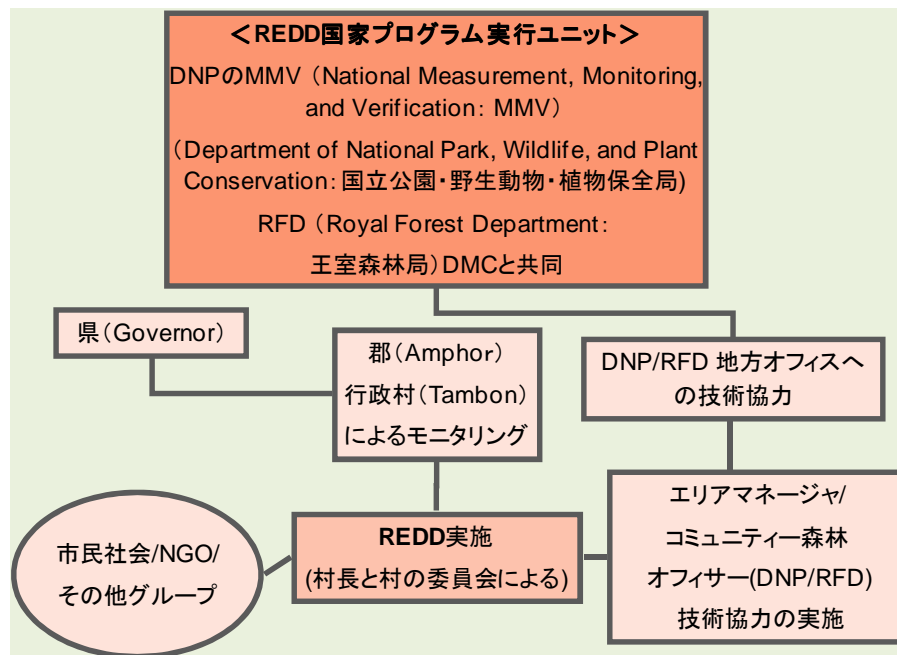 ＜REDD国家プログラム実行ユニット＞
DNPのMMV（National Measurement, Monitoring,
and Verification: MMV）
（Department of National Park, Wildlife, and Plant
Conservation: 国立公園・野生動物・植物保全局)
RFD（Royal Forest Department：
王室森林局）DMCと共同
県（Governor）
郡（Amphor）
行政村（Tambon）
によるモニタリング
DNP/RFD 地方オフィスへ
の技術協力
市民社会/NGO/
その他グループ
REDD実施
(村長と村の委員会による)
エリアマネージャ/
コミュニティー森林
オフィサー(DNP/RFD)
技術協力の実施